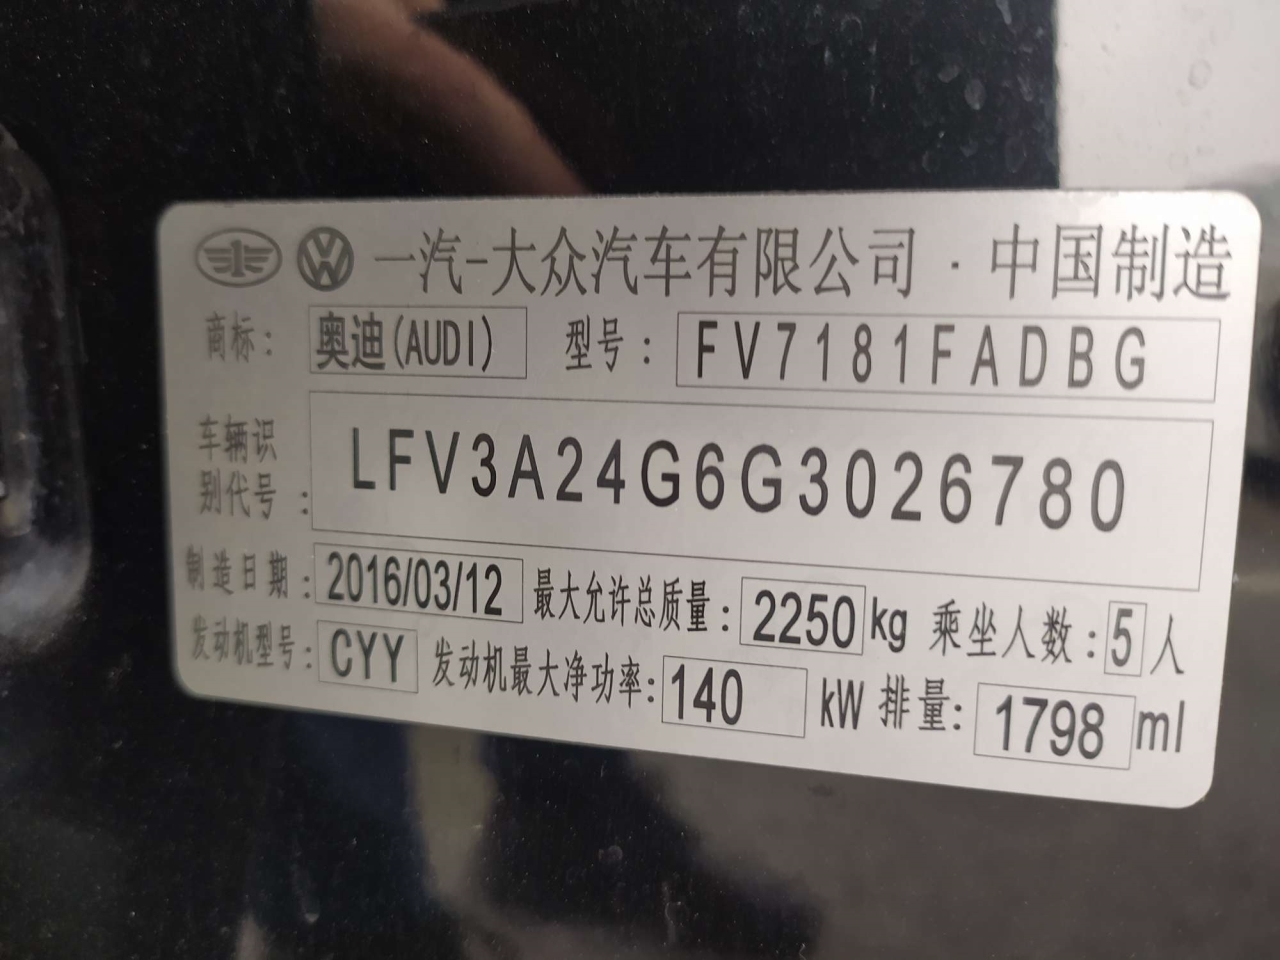 一汽-大众汽车有限公司·中国制造
商标: 奥迪(AUDI) 型号: FV7181FADBG
车辆识
别代号: LFV3A24G6G3026780
制造日期: 2016/03/12 最大允许总质量: 2250 kg 乘坐人数: 5 人
发动机型号: CYY 发动机最大净功率: 140 kW 排量: 1798 ml